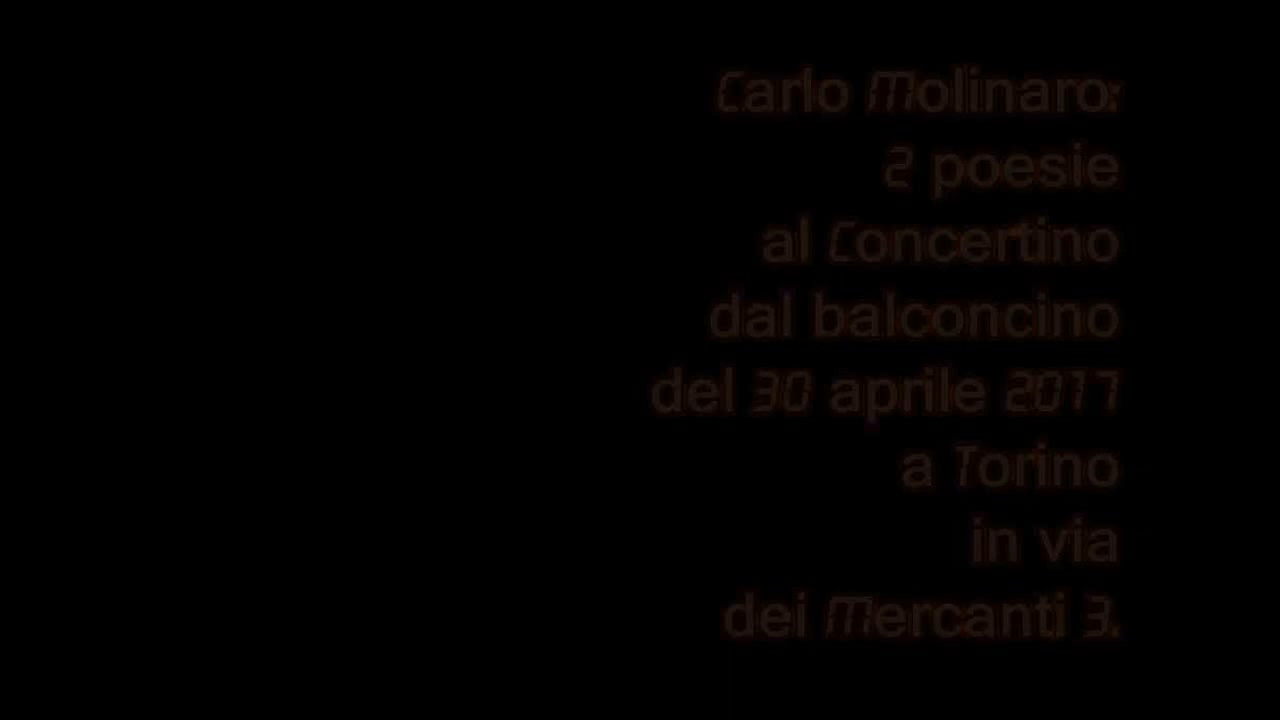 Carlo Molinaro:
2 poesie
al Concertino
dal balconcino
del 30 aprile 2017
a Torino
in via
dei Mercanti 3.